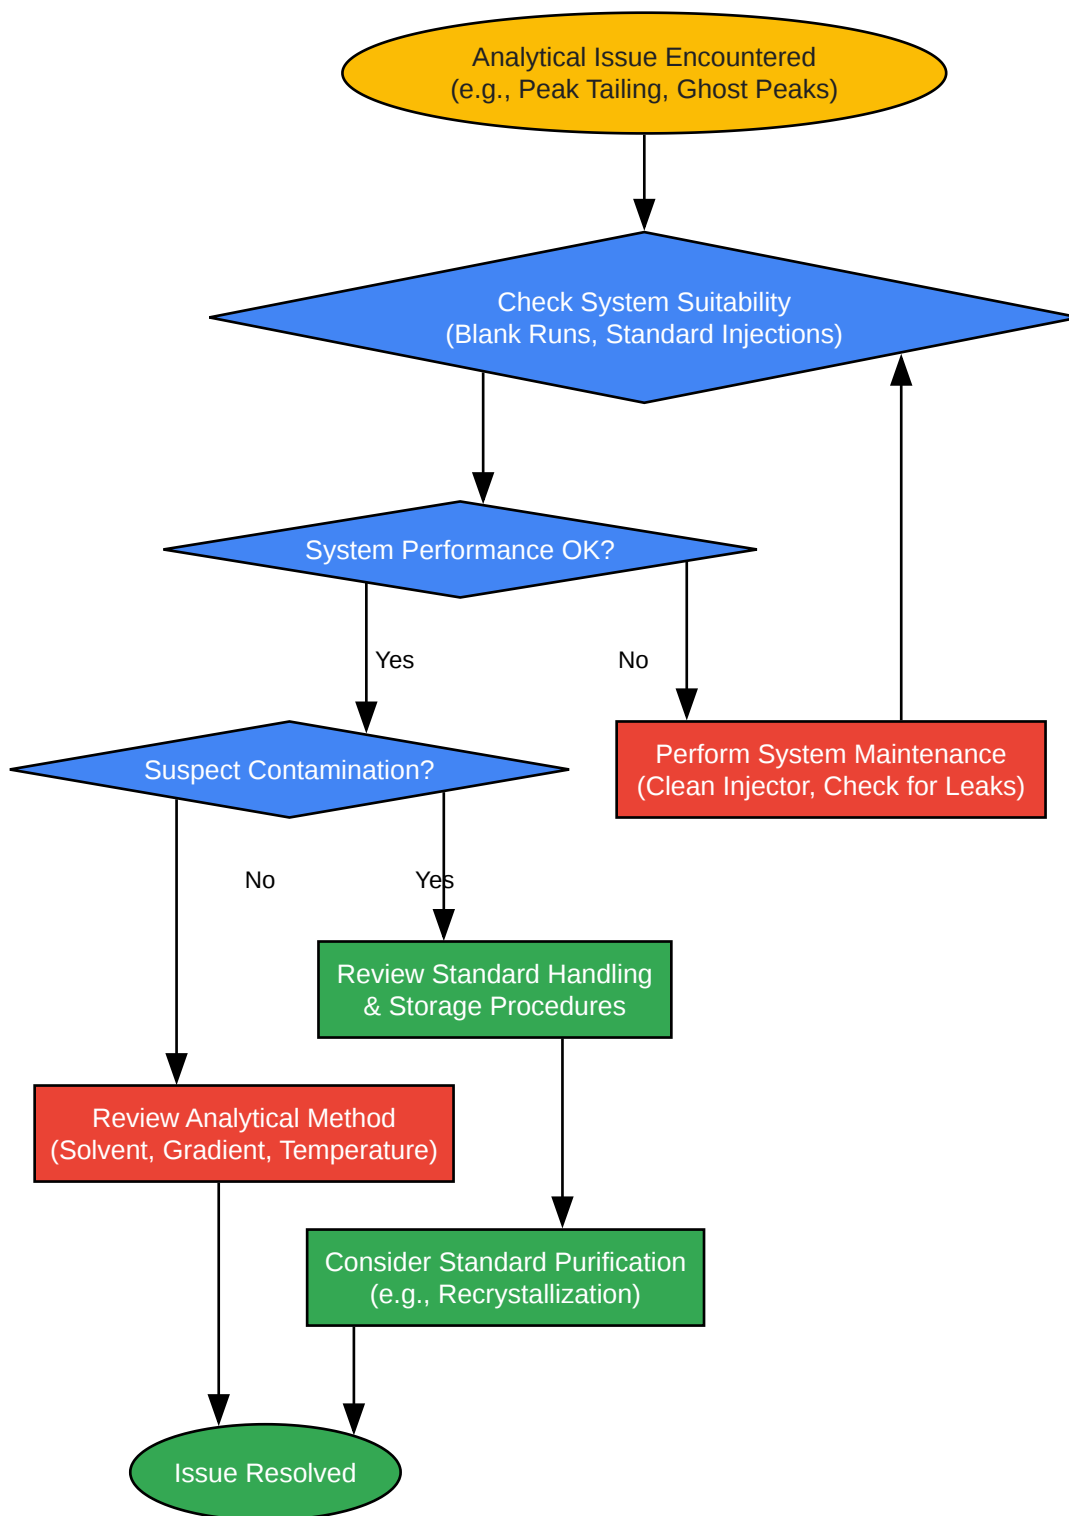 Analytical Issue Encountered
(e.g., Peak Tailing, Ghost Peaks)
Check System Suitability
(Blank Runs, Standard Injections)
System Performance OK?
Yes
No
Suspect Contamination?
Perform System Maintenance
(Clean Injector, Check for Leaks)
No
Yes
Review Standard Handling
& Storage Procedures
Review Analytical Method
(Solvent, Gradient, Temperature)
Consider Standard Purification
(e.g., Recrystallization)
Issue Resolved